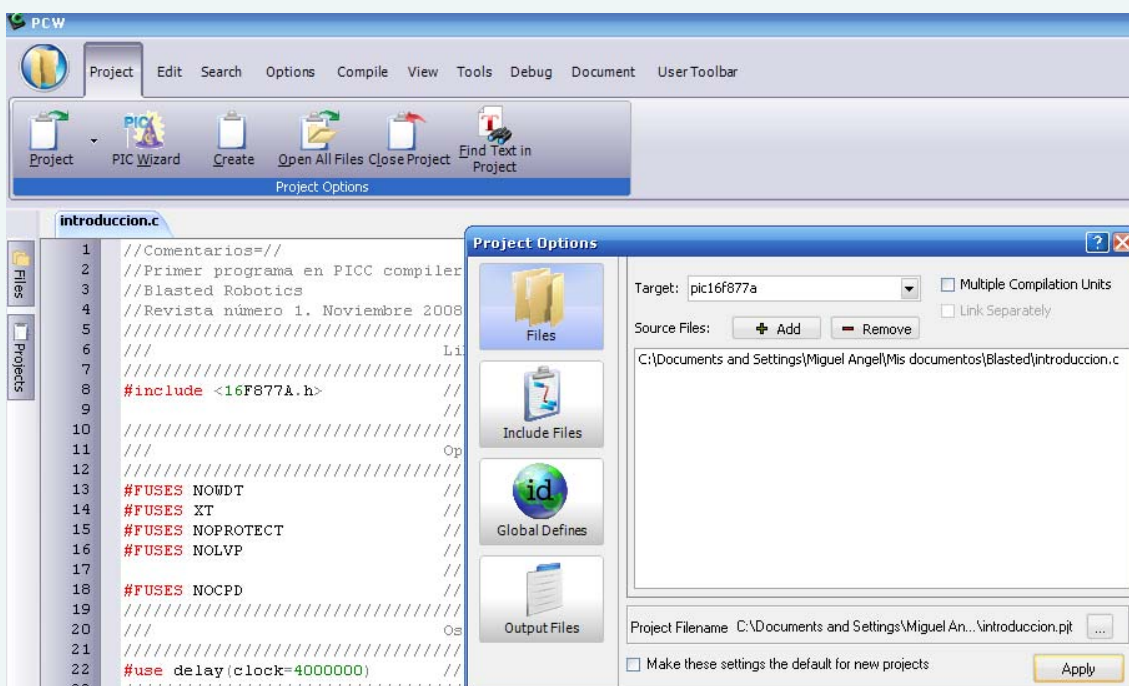 PCW
Project Edit Search Options Compile View Tools Debug Document User Toolbar
Project PIC Wizard Create Open All Files Close Project Find Text in Project
Project Options
introduccion.c
Files
Projects
1 //Comentarios=//
2 //Primer programa en PICC compiler
3 //Blasted Robotics
4 //Revista número 1. Noviembre 2008
5 //////////////////////////////////
6 /// Li
7 //////////////////////////////////
8 #include <16F877A.h> //
9 //
10 //////////////////////////////////
11 /// Op
12 //////////////////////////////////
13 #FUSES NOWDT //
14 #FUSES XT //
15 #FUSES NOPROTECT //
16 #FUSES NOLVP //
17 //
18 #FUSES NOCPD //
19 //////////////////////////////////
20 /// Os
21 //////////////////////////////////
22 #use delay(clock=4000000) //
Project Options
Files
Include Files
id
Global Defines
Output Files
Target: pic16f877a
Multiple Compilation Units
Link Separately
Source Files: Add Remove
C:\Documents and Settings\Miguel Angel\Mis documentos\Blasted\introduccion.c
Project Filename C:\Documents and Settings\Miguel An...\introduccion.pjt ...
Make these settings the default for new projects
Apply